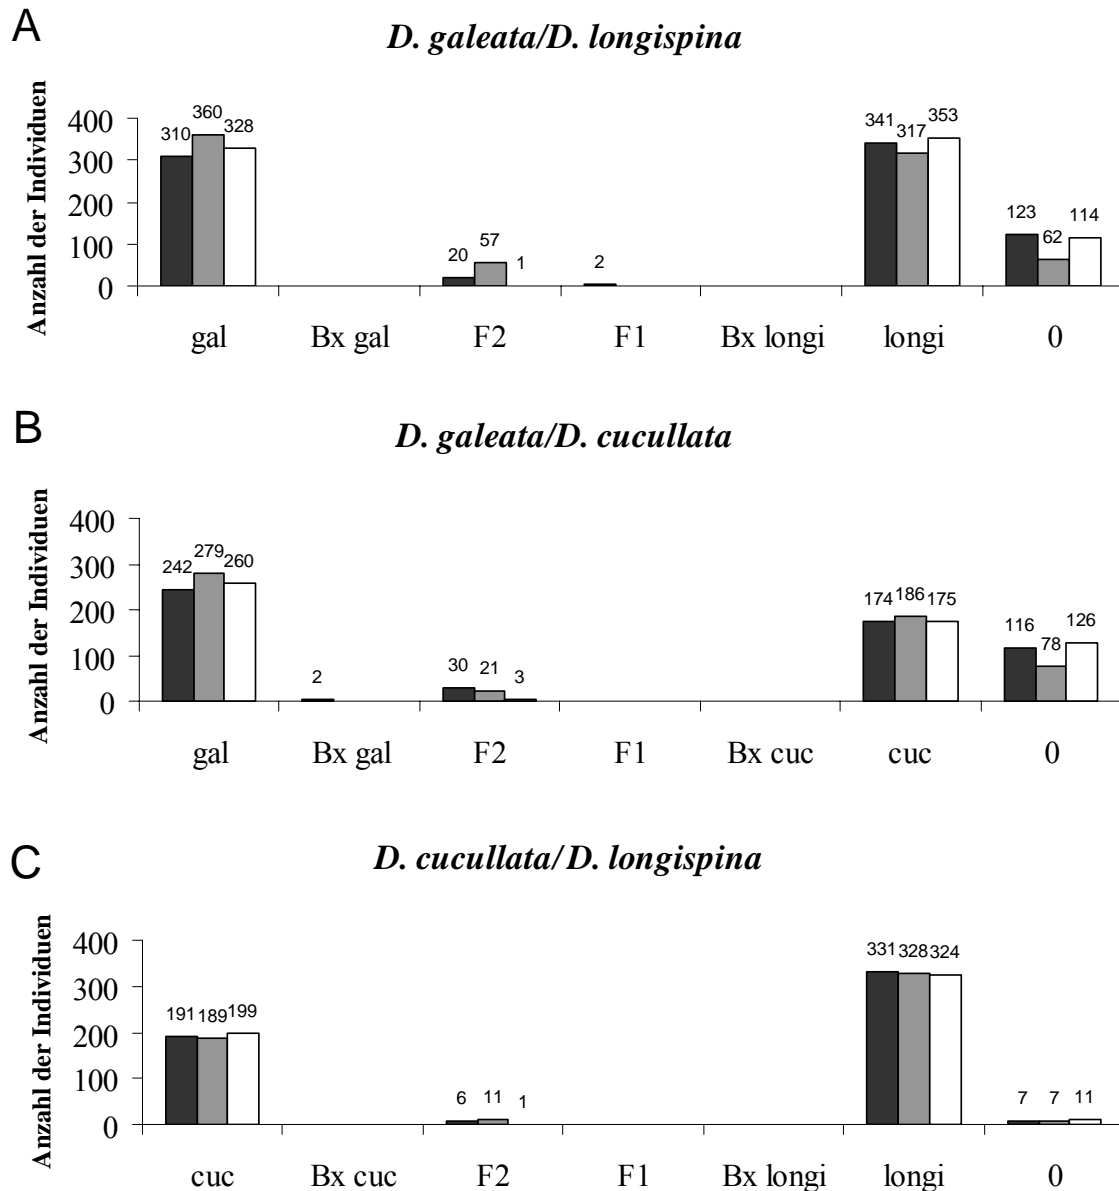 A
D. galeata/D. longispina
Anzahl der Individuen
400
300
200
100
0
310 360 328
20 57 1
2
341 317 353
123 62 114
gal Bx gal F2 F1 Bx longi longi 0
B
D. galeata/D. cucullata
Anzahl der Individuen
400
300
200
100
0
242 279 260
2
30 21 3
174 186 175
116 78 126
gal Bx gal F2 F1 Bx cuc cuc 0
C
D. cucullata/D. longispina
Anzahl der Individuen
400
300
200
100
0
191 189 199
6 11 1
331 328 324
7 7 11
cuc Bx cuc F2 F1 Bx longi longi 0